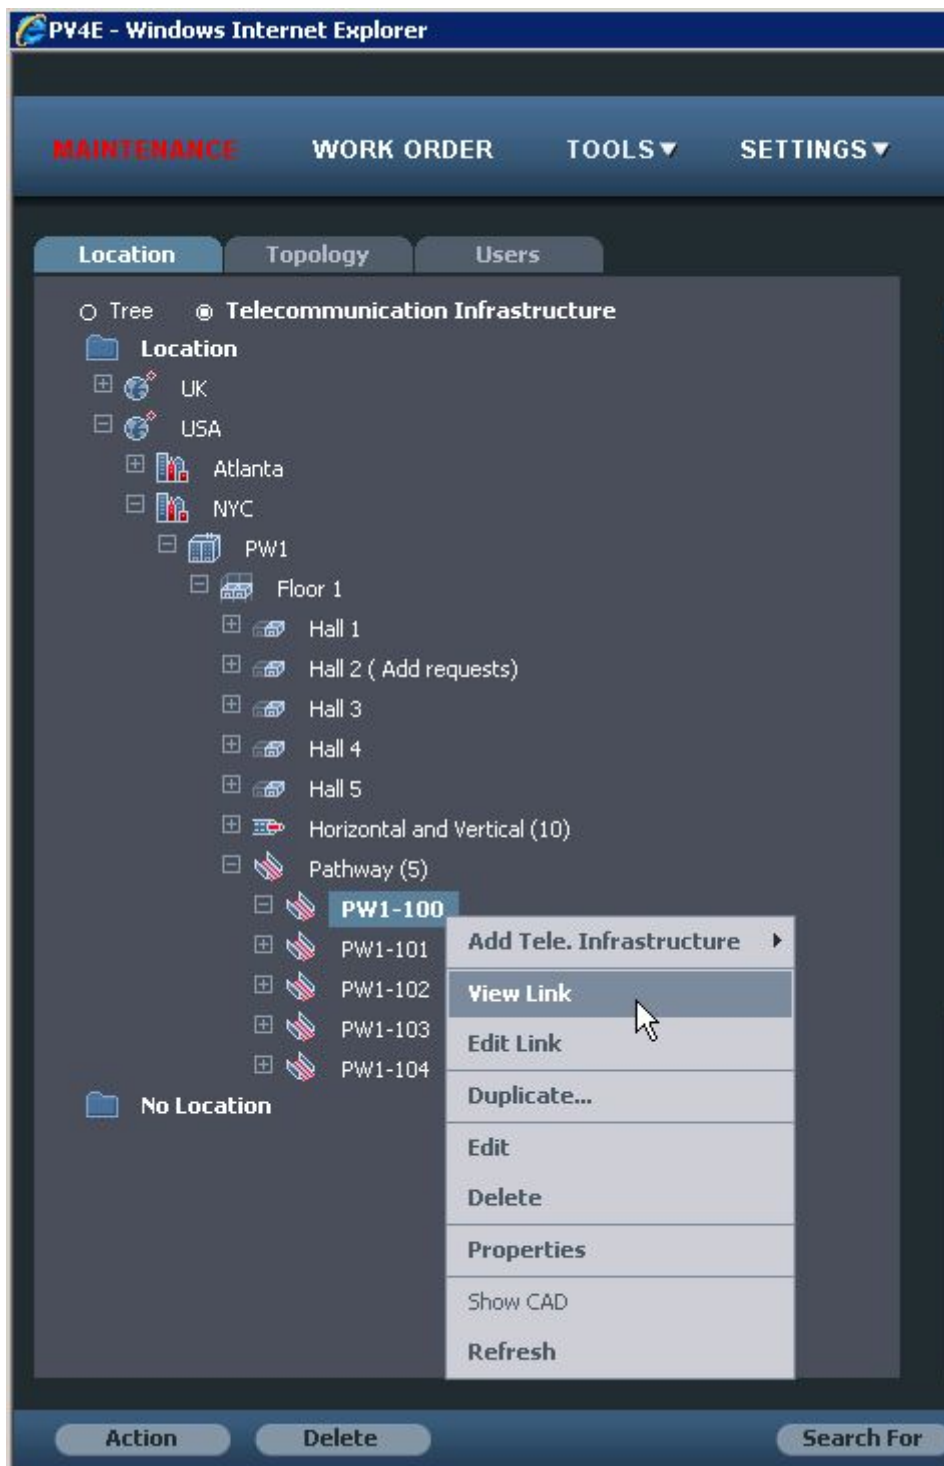 PV4E - Windows Internet Explorer
MAINTENANCE WORK ORDER TOOLS▼ SETTINGS▼
Location Topology Users
Tree Telecommunication Infrastructure
Location
UK
USA
Atlanta
NYC
PW1
Floor 1
Hall 1
Hall 2 ( Add requests)
Hall 3
Hall 4
Hall 5
Horizontal and Vertical (10)
Pathway (5)
PW1-100
PW1-101
PW1-102
PW1-103
PW1-104
No Location
Add Tele. Infrastructure
View Link
Edit Link
Duplicate...
Edit
Delete
Properties
Show CAD
Refresh
Action Delete Search For